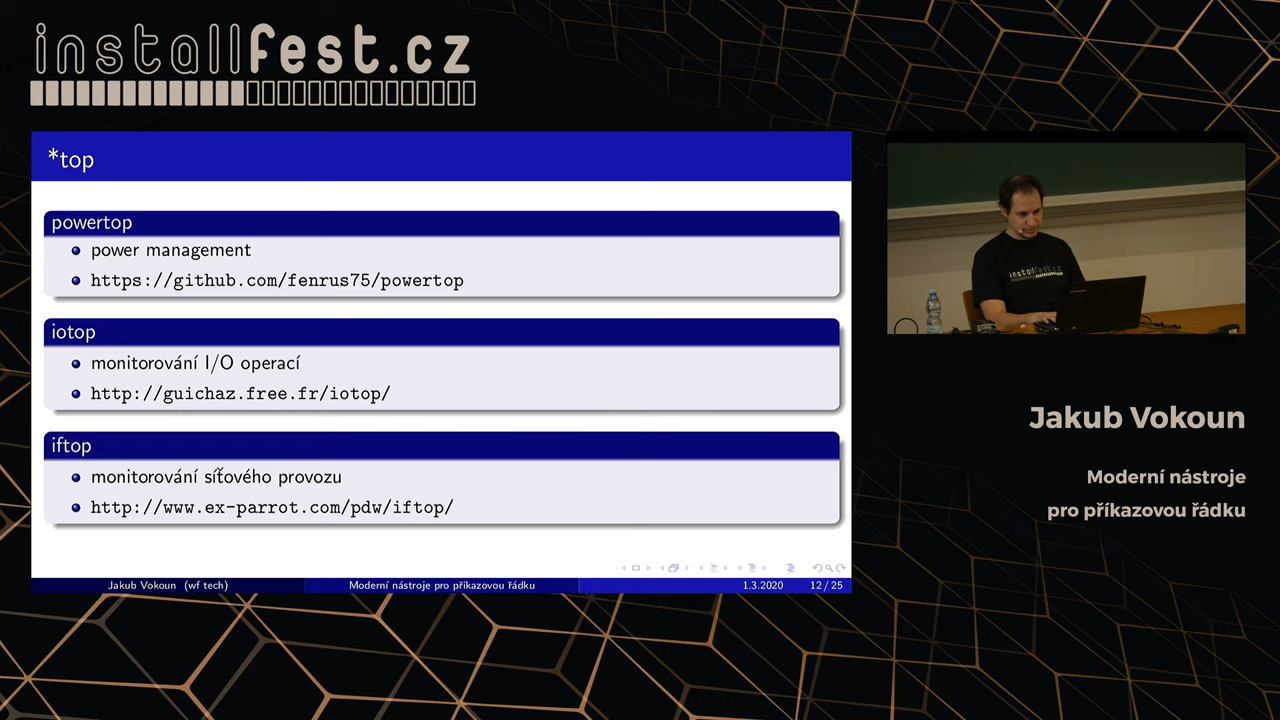 installfest.cz
*top
powertop
power management
https://github.com/fenrus75/powertop
iotop
monitorování I/O operací
http://guichaz.free.fr/iotop/
iftop
monitorování síťového provozu
http://www.ex-parrot.com/pdw/iftop/
Jakub Vokoun (wf tech)
Moderní nástroje pro příkazovou řádku
1.3.2020
12 / 25
installfest.cz
Jakub Vokoun
Moderní nástroje
pro příkazovou řádku